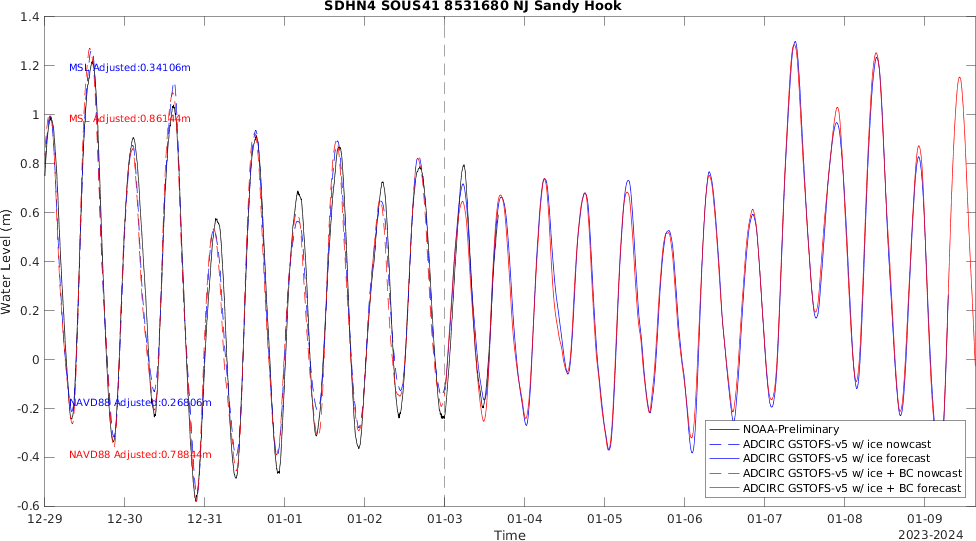 SDHN4 SOUS41 8531680 NJ Sandy Hook
1.4
1.2
1
0.8
0.6
0.4
0.2
0
-0.2
-0.4
-0.6
Water Level (m)
MSL Adjusted:0.34106m
MSL Adjusted:0.86144m
NAVD88 Adjusted:0.26806m
NAVD88 Adjusted:0.78844m
NOAA-Preliminary
ADCIRC GSTOFS-v5 w/ ice nowcast
ADCIRC GSTOFS-v5 w/ ice forecast
ADCIRC GSTOFS-v5 w/ ice + BC nowcast
ADCIRC GSTOFS-v5 w/ ice + BC forecast
12-29 12-30 12-31 01-01 01-02 01-03 01-04 01-05 01-06 01-07 01-08 01-09
Time
2023-2024